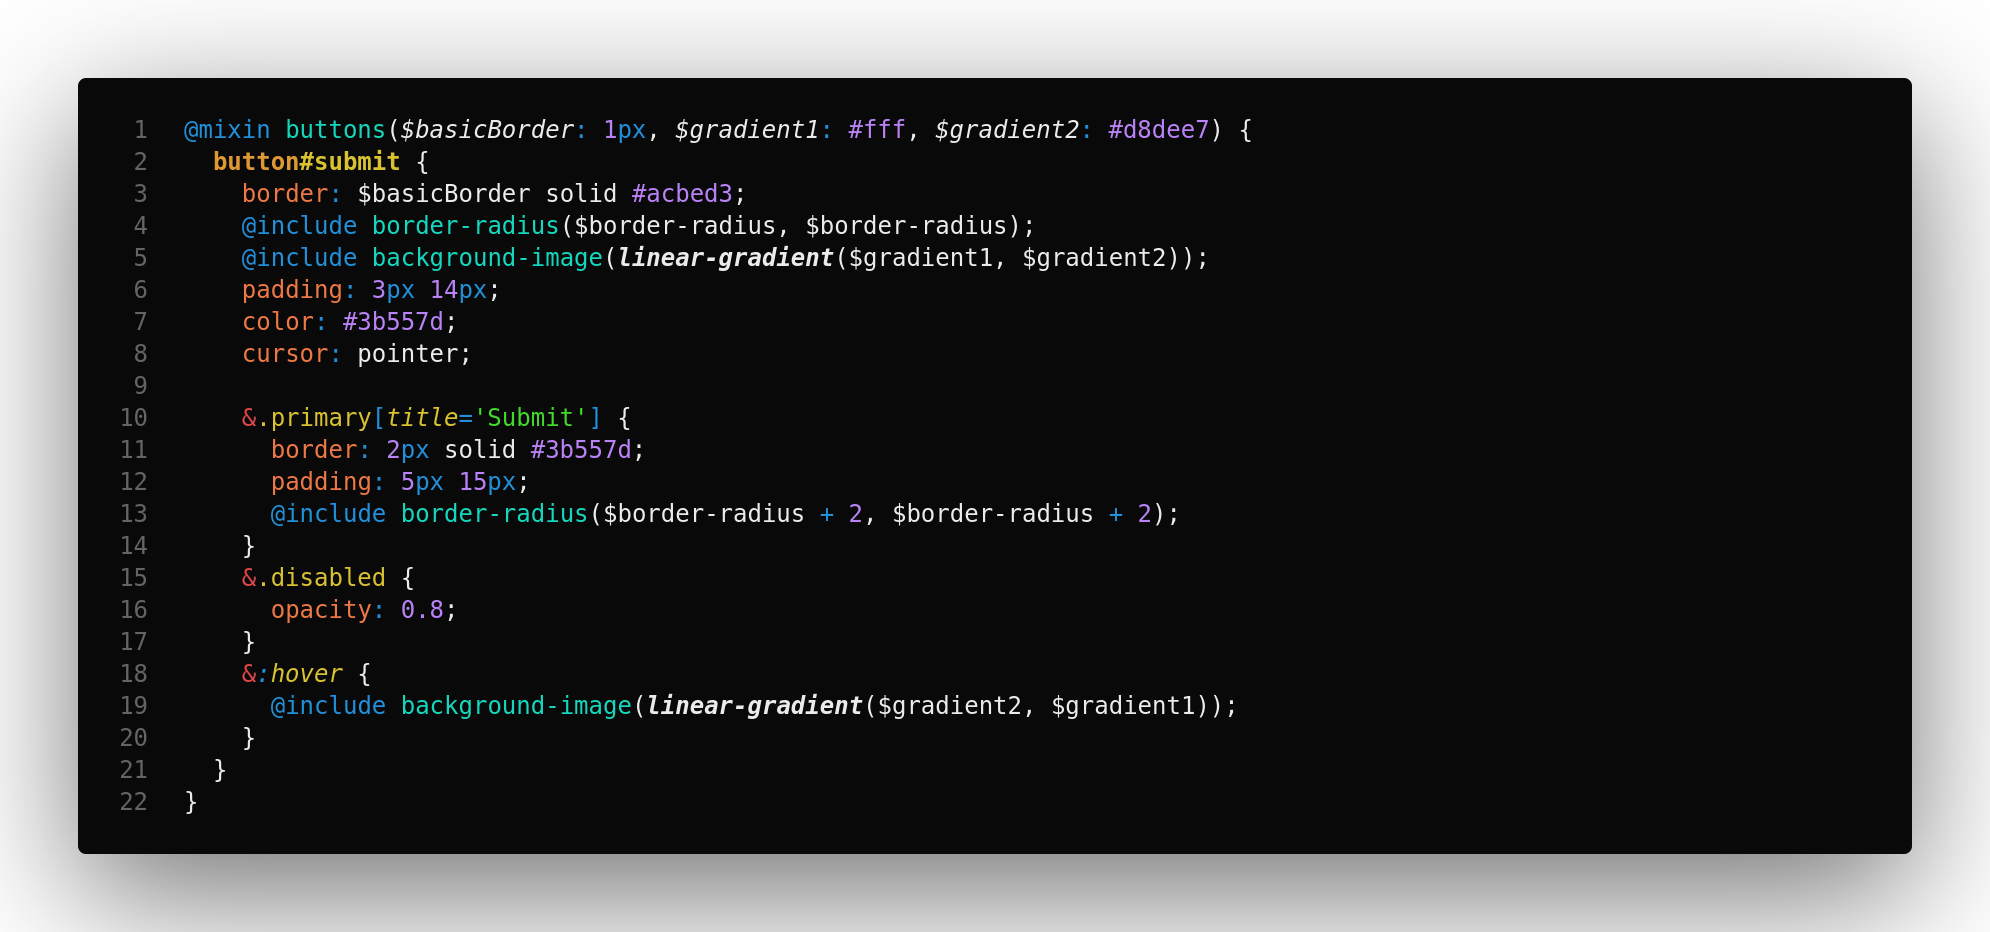 1 @mixin buttons($basicBorder: 1px, $gradient1: #fff, $gradient2: #d8dee7) {
2   button#submit {
3     border: $basicBorder solid #acbed3;
4     @include border-radius($border-radius, $border-radius);
5     @include background-image(linear-gradient($gradient1, $gradient2));
6     padding: 3px 14px;
7     color: #3b557d;
8     cursor: pointer;
9
10     &.primary[title='Submit'] {
11       border: 2px solid #3b557d;
12       padding: 5px 15px;
13       @include border-radius($border-radius + 2, $border-radius + 2);
14     }
15     &.disabled {
16       opacity: 0.8;
17     }
18     &:hover {
19       @include background-image(linear-gradient($gradient2, $gradient1));
20     }
21   }
22 }